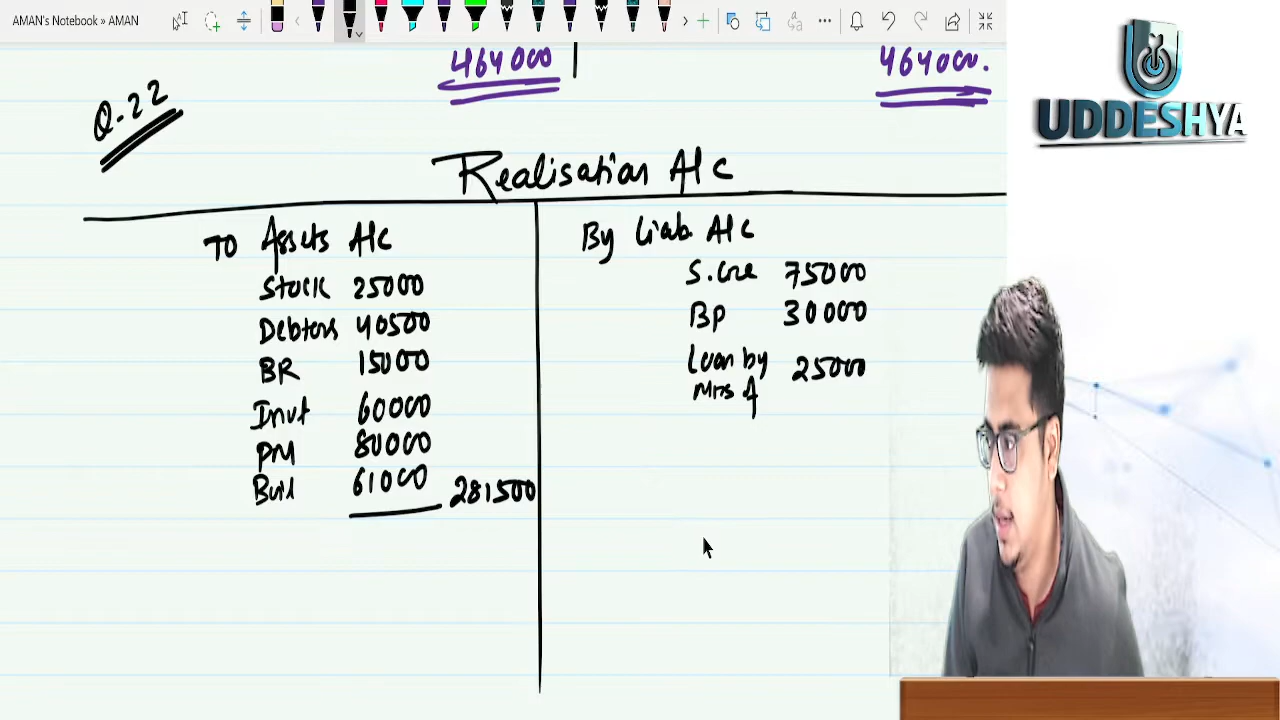 AMAN's Notebook » AMAN
UDDESHYA
464000
464000.
Q.22
Realisation A/c
To Assets A/c
Stock 25000
Debtors 40500
BR 15000
Invt 60000
PM 80000
Buil 61000 281500
By Liab A/c
S.Cre 75000
BP 30000
Loan by 25000
Mrs A